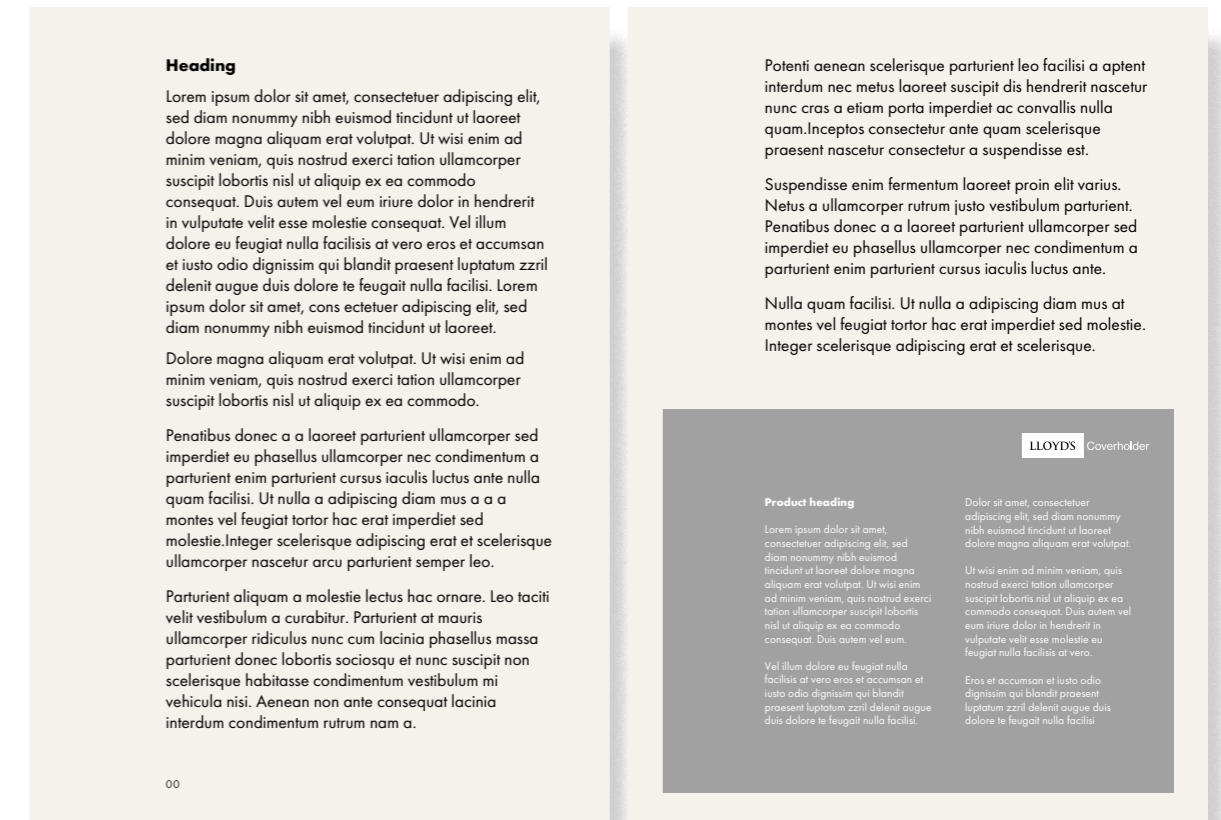 Heading
Lorem ipsum dolor sit amet, consectetuer adipiscing elit,
sed diam nonummy nibh euismod tincidunt ut laoreet
dolore magna aliquam erat volutpat. Ut wisi enim ad
minim veniam, quis nostrud exerci tation ullamcorper
suscipit lobortis nisl ut aliquip ex ea commodo
consequat. Duis autem vel eum iriure dolor in hendrerit
in vulputate velit esse molestie consequat. Vel illum
dolore eu feugiat nulla facilisis at vero eros et accumsan
et iusto odio dignissim qui blandit praesent luptatum zzril
delenit augue duis dolore te feugait nulla facilisi. Lorem
ipsum dolor sit amet, cons ectetuer adipiscing elit, sed
diam nonummy nibh euismod tincidunt ut laoreet.
Dolore magna aliquam erat volutpat. Ut wisi enim ad
minim veniam, quis nostrud exerci tation ullamcorper
suscipit lobortis nisl ut aliquip ex ea commodo.
Penatibus donec a a laoreet parturient ullamcorper sed
imperdiet eu phasellus ullamcorper nec condimentum a
parturient enim parturient cursus iaculis luctus ante nulla
quam facilisi. Ut nulla a adipiscing diam mus a a a
montes vel feugiat tortor hac erat imperdiet sed
molestie.Integer scelerisque adipiscing erat et scelerisque
ullamcorper nascetur arcu parturient semper leo.
Parturient aliquam a molestie lectus hac ornare. Leo taciti
velit vestibulum a curabitur. Parturient at mauris
ullamcorper ridiculus nunc cum lacinia phasellus massa
parturient donec lobortis sociosqu et nunc suscipit non
scelerisque habitasse condimentum vestibulum mi
vehicula nisi. Aenean non ante consequat lacinia
interdum condimentum rutrum nam a.
00
Potenti aenean scelerisque parturient leo facilisi a aptent
interdum nec metus laoreet suscipit dis hendrerit nascetur
nunc cras a etiam porta imperdiet ac convallis nulla
quam.Inceptos consectetur ante quam scelerisque
praesent nascetur consectetur a suspendisse est.
Suspendisse enim fermentum laoreet proin elit varius.
Netus a ullamcorper rutrum justo vestibulum parturient.
Penatibus donec a a laoreet parturient ullamcorper sed
imperdiet eu phasellus ullamcorper nec condimentum a
parturient enim parturient cursus iaculis luctus ante.
Nulla quam facilisi. Ut nulla a adipiscing diam mus at
montes vel feugiat tortor hac erat imperdiet sed molestie.
Integer scelerisque adipiscing erat et scelerisque.
LLOYD'S Coverholder
Product heading
Lorem ipsum dolor sit amet,
consectetuer adipiscing elit, sed
diam nonummy nibh euismod
tincidunt ut laoreet dolore magna
aliquam erat volutpat. Ut wisi enim
ad minim veniam, quis nostrud exerci
tation ullamcorper suscipit lobortis
nisl ut aliquip ex ea commodo
consequat. Duis autem vel eum.
Vel illum dolore eu feugiat nulla
facilisis at vero eros et accumsan et
iusto odio dignissim qui blandit
praesent luptatum zzril delenit augue
duis dolore te feugait nulla facilisi.
Dolor sit amet, consectetuer
adipiscing elit, sed diam nonummy
nibh euismod tincidunt ut laoreet
dolore magna aliquam erat volutpat.
Ut wisi enim ad minim veniam, quis
nostrud exerci tation ullamcorper
suscipit lobortis nisl ut aliquip ex ea
commodo consequat. Duis autem vel
eum iriure dolor in hendrerit in
vulputate velit esse molestie eu
feugiat nulla facilisis at vero.
Eros et accumsan et iusto odio
dignissim qui blandit praesent
luptatum zzril delenit augue duis
dolore te feugait nulla facilisi